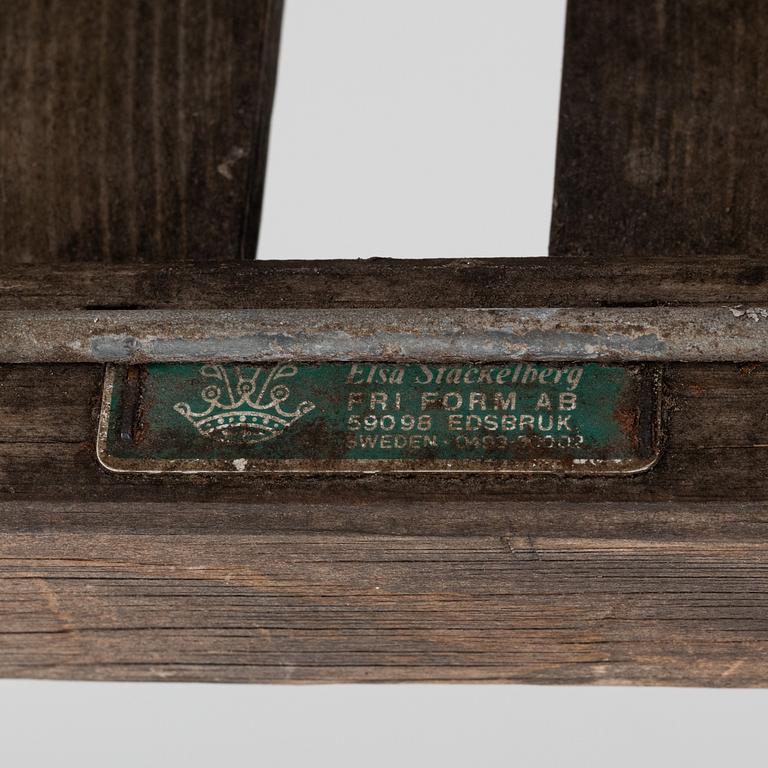 Elsa Stackelberg
FRI FORM AB
59098 EDSBRUK
SWEDEN